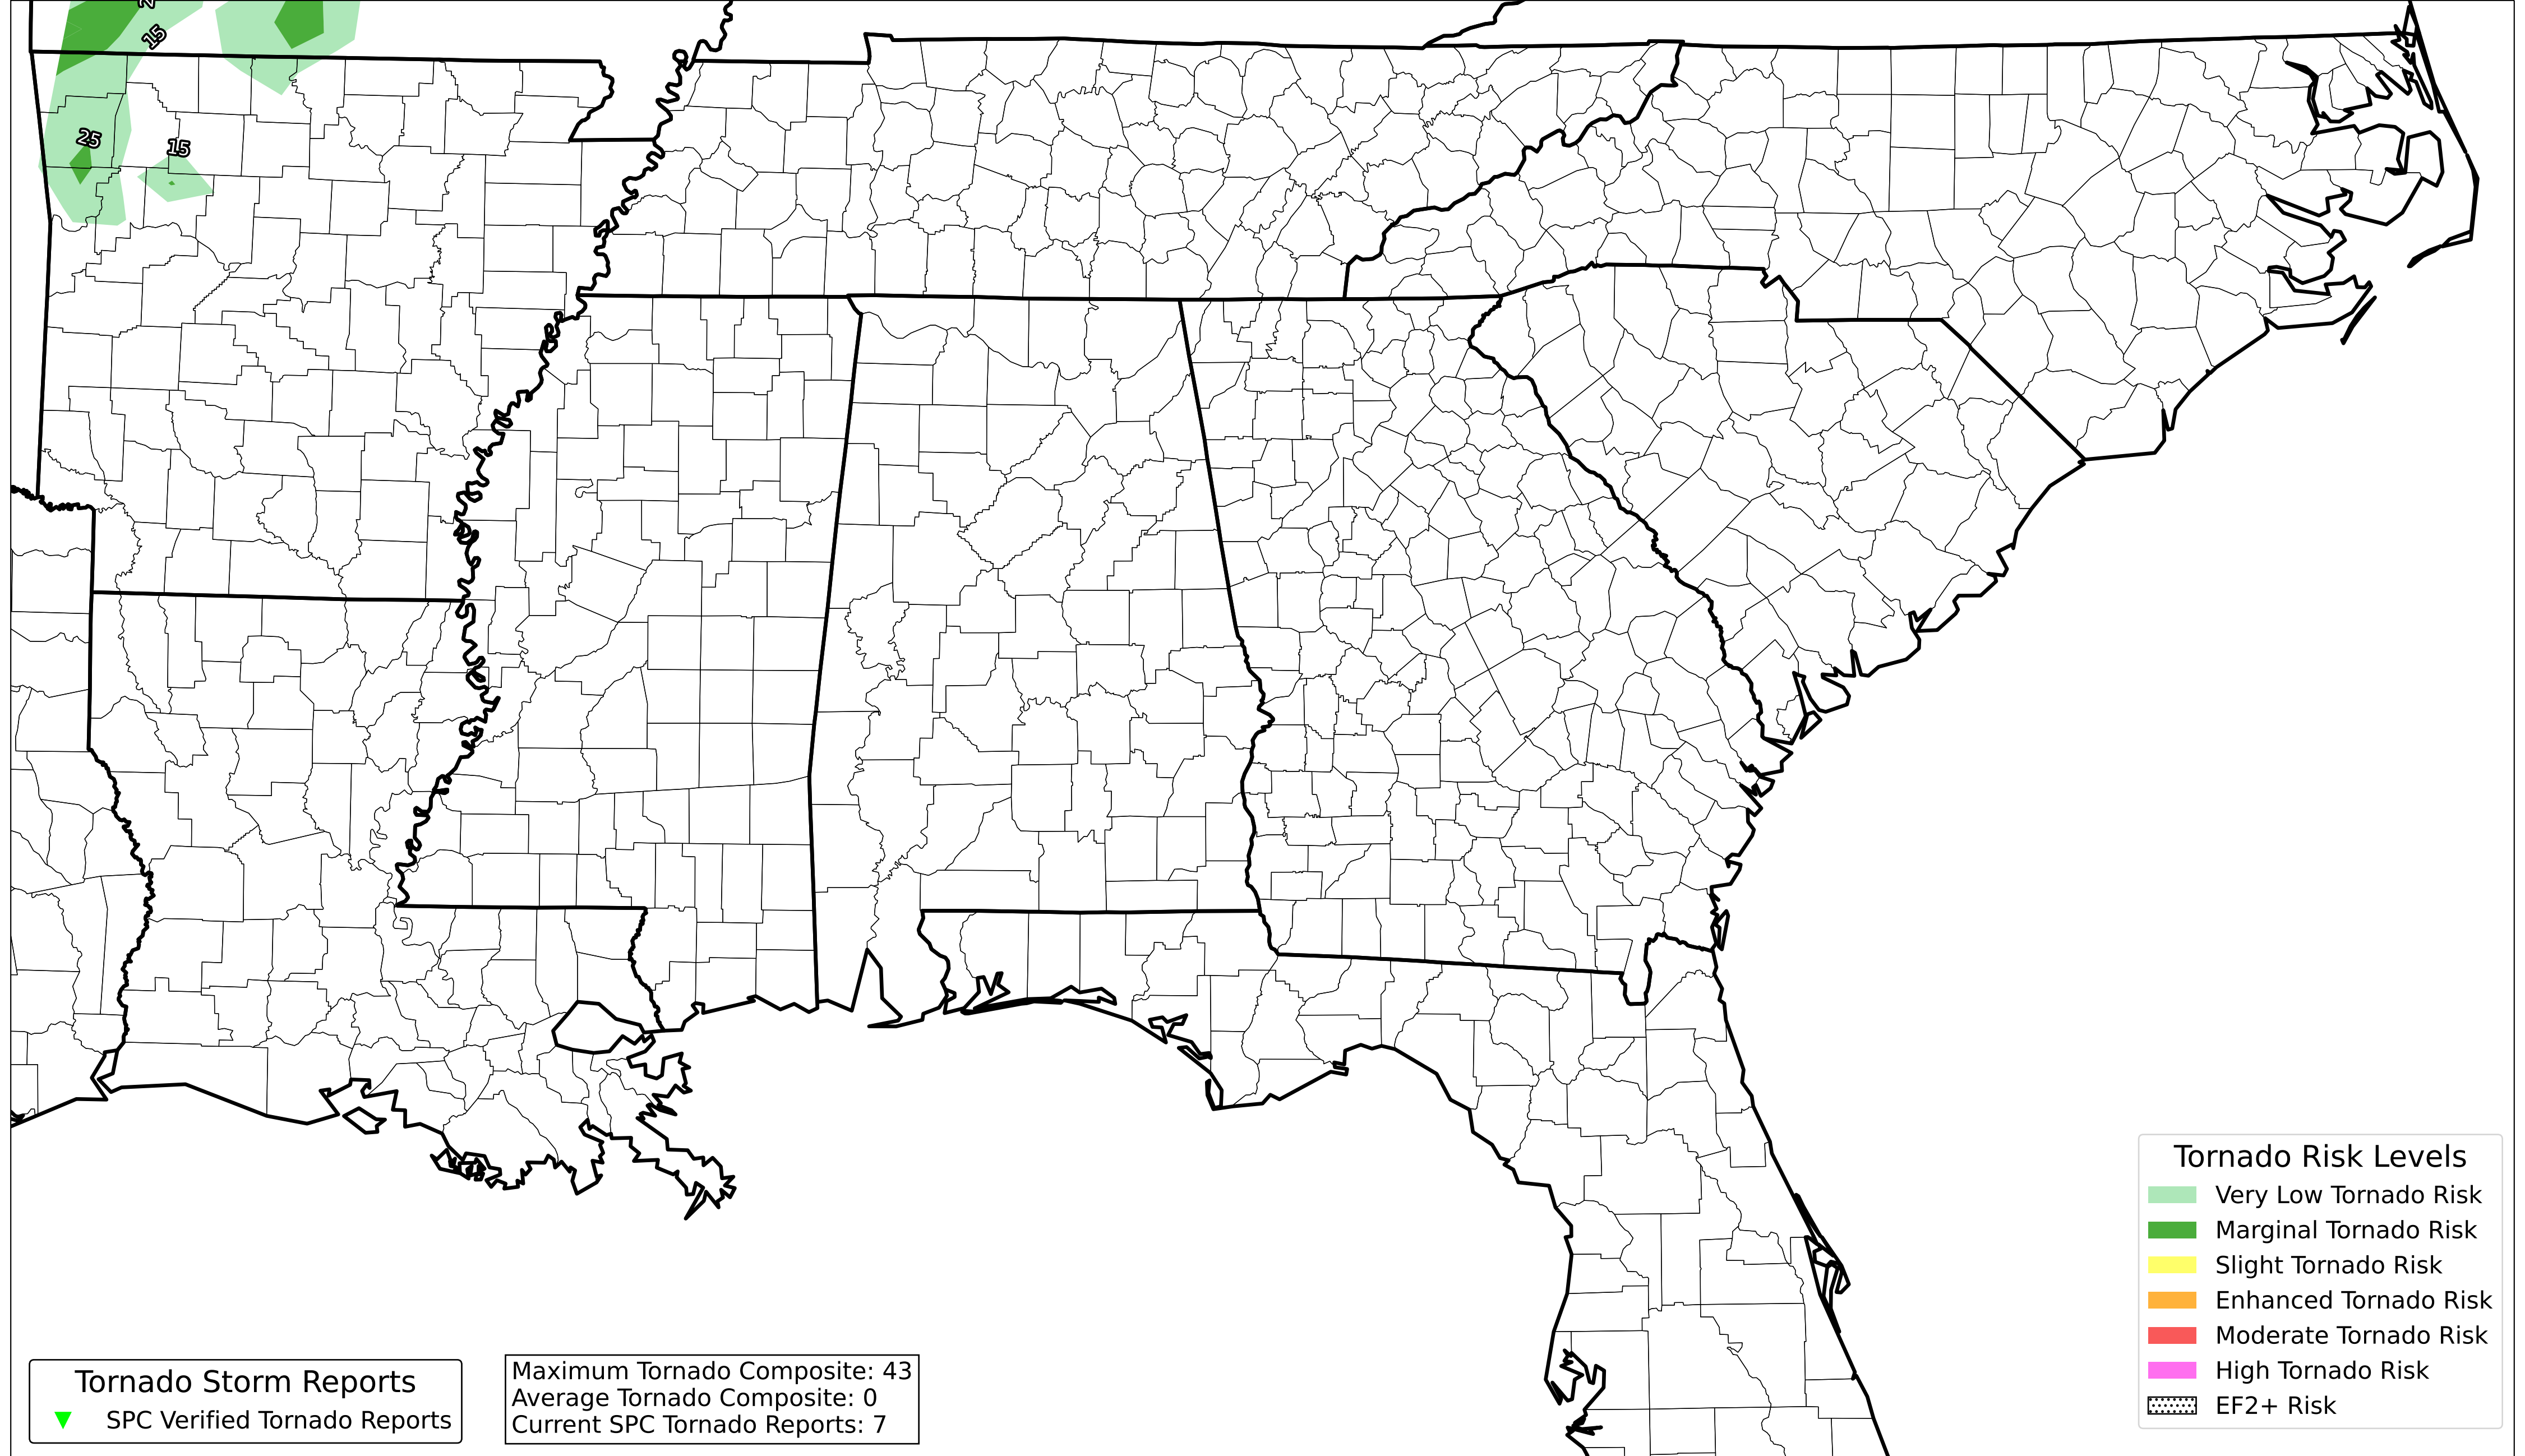 15
25
15
Tornado Storm Reports
SPC Verified Tornado Reports
Maximum Tornado Composite: 43
Average Tornado Composite: 0
Current SPC Tornado Reports: 7
Tornado Risk Levels
Very Low Tornado Risk
Marginal Tornado Risk
Slight Tornado Risk
Enhanced Tornado Risk
Moderate Tornado Risk
High Tornado Risk
EF2+ Risk